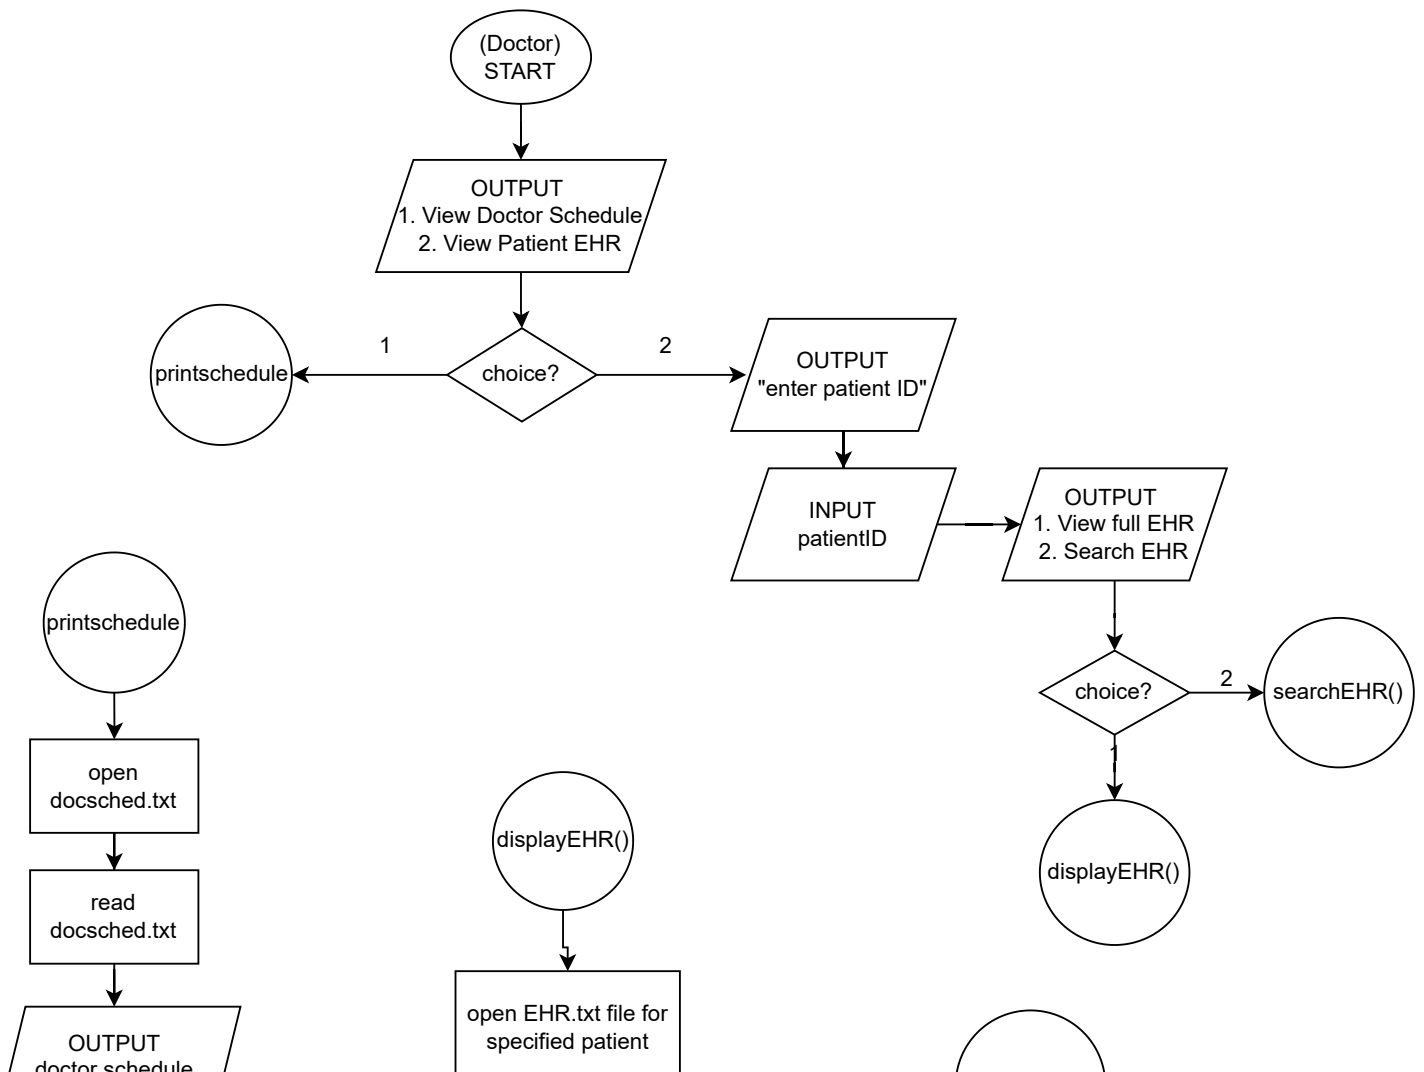 (Doctor)
START
OUTPUT
1. View Doctor Schedule
2. View Patient EHR
printschedule
1
choice?
2
OUTPUT
"enter patient ID"
INPUT
patientID
OUTPUT
1. View full EHR
2. Search EHR
choice?
2
searchEHR()
1
displayEHR()
printschedule
open
docsched.txt
read
docsched.txt
OUTPUT
doctor schedule
displayEHR()
open EHR.txt file for
specified patient